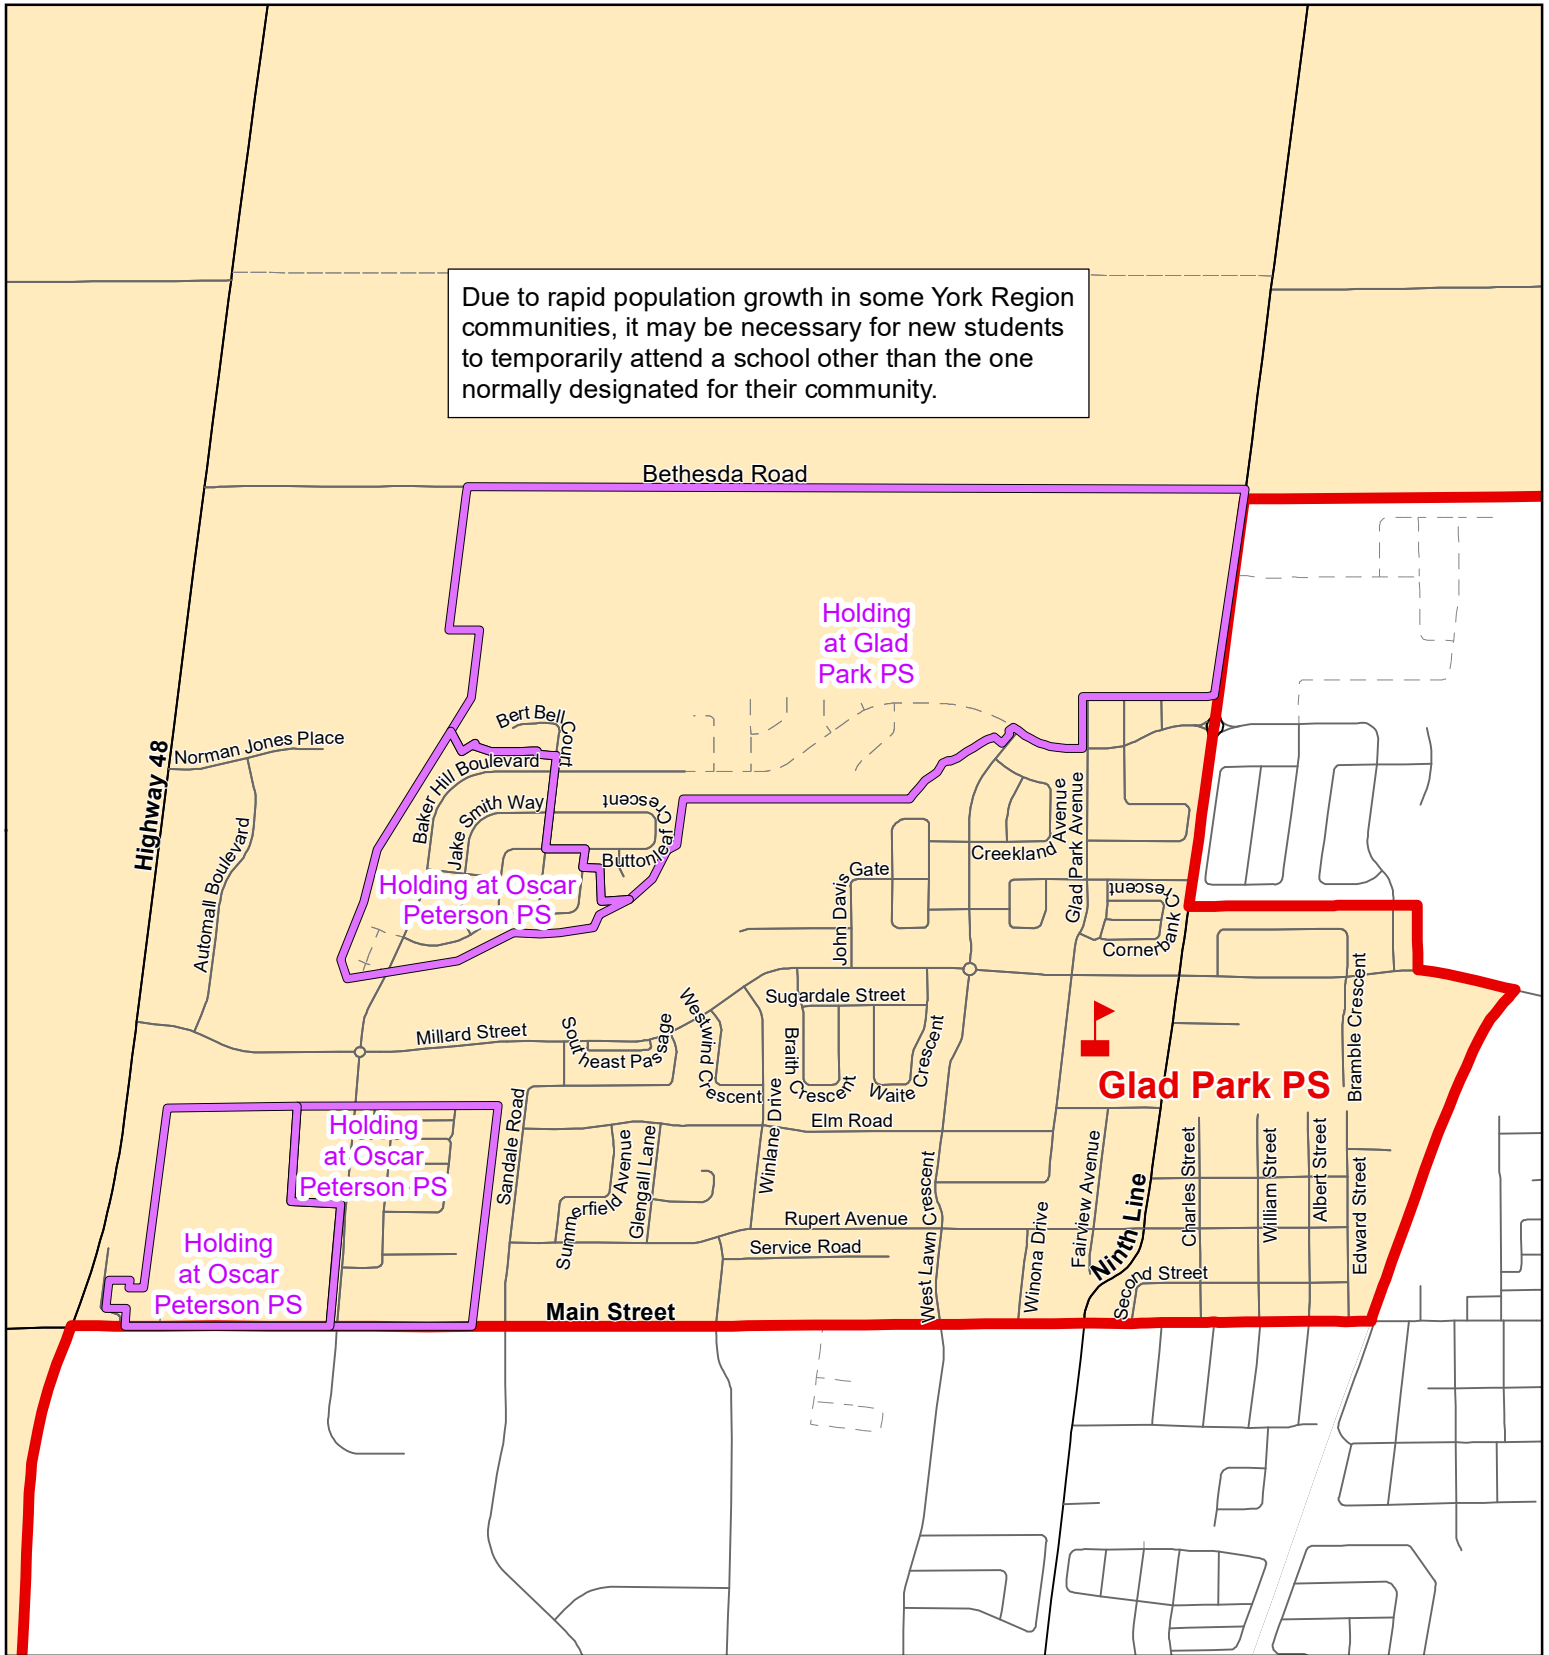 Due to rapid population growth in some York Region
communities, it may be necessary for new students
to temporarily attend a school other than the one
normally designated for their community.
Bethesda Road
Holding
at Glad
Park PS
Bert Bell Court
Norman Jones Place
Highway 48
Baker Hill Boulevard
Jake Smith Way
Buttonleaf Crescent
Automall Boulevard
Holding at Oscar
Peterson PS
Creekland Avenue
Glad Park Avenue
John Davis Gate
Cornerbank Crescent
Sugardale Street
Millard Street
Southeast Passage
Westwind Crescent
Braith Crescent
Waite Crescent
Bramble Crescent
Glad Park PS
Winlane Drive
Elm Road
Sandale Road
Holding
at Oscar
Peterson PS
Summerfield Avenue
Glengall Lane
West Lawn Crescent
Fairview Avenue
Charles Street
William Street
Albert Street
Edward Street
Ninth Line
Rupert Avenue
Winona Drive
Service Road
Holding
at Oscar
Peterson PS
Second Street
Main Street